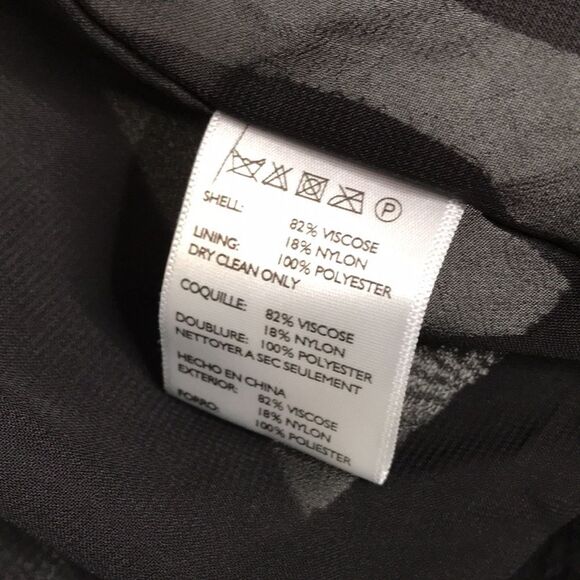 P
SHELL: 82% VISCOSE
18% NYLON
LINING: 100% POLYESTER
DRY CLEAN ONLY
COQUILLE: 82% VISCOSE
18% NYLON
DOUBLURE: 100% POLYESTER
NETTOYER A SEC SEULEMENT
HECHO EN CHINA
EXTERIOR: 82% VISCOSE
18% NYLON
FORRO: 100% POLIESTER